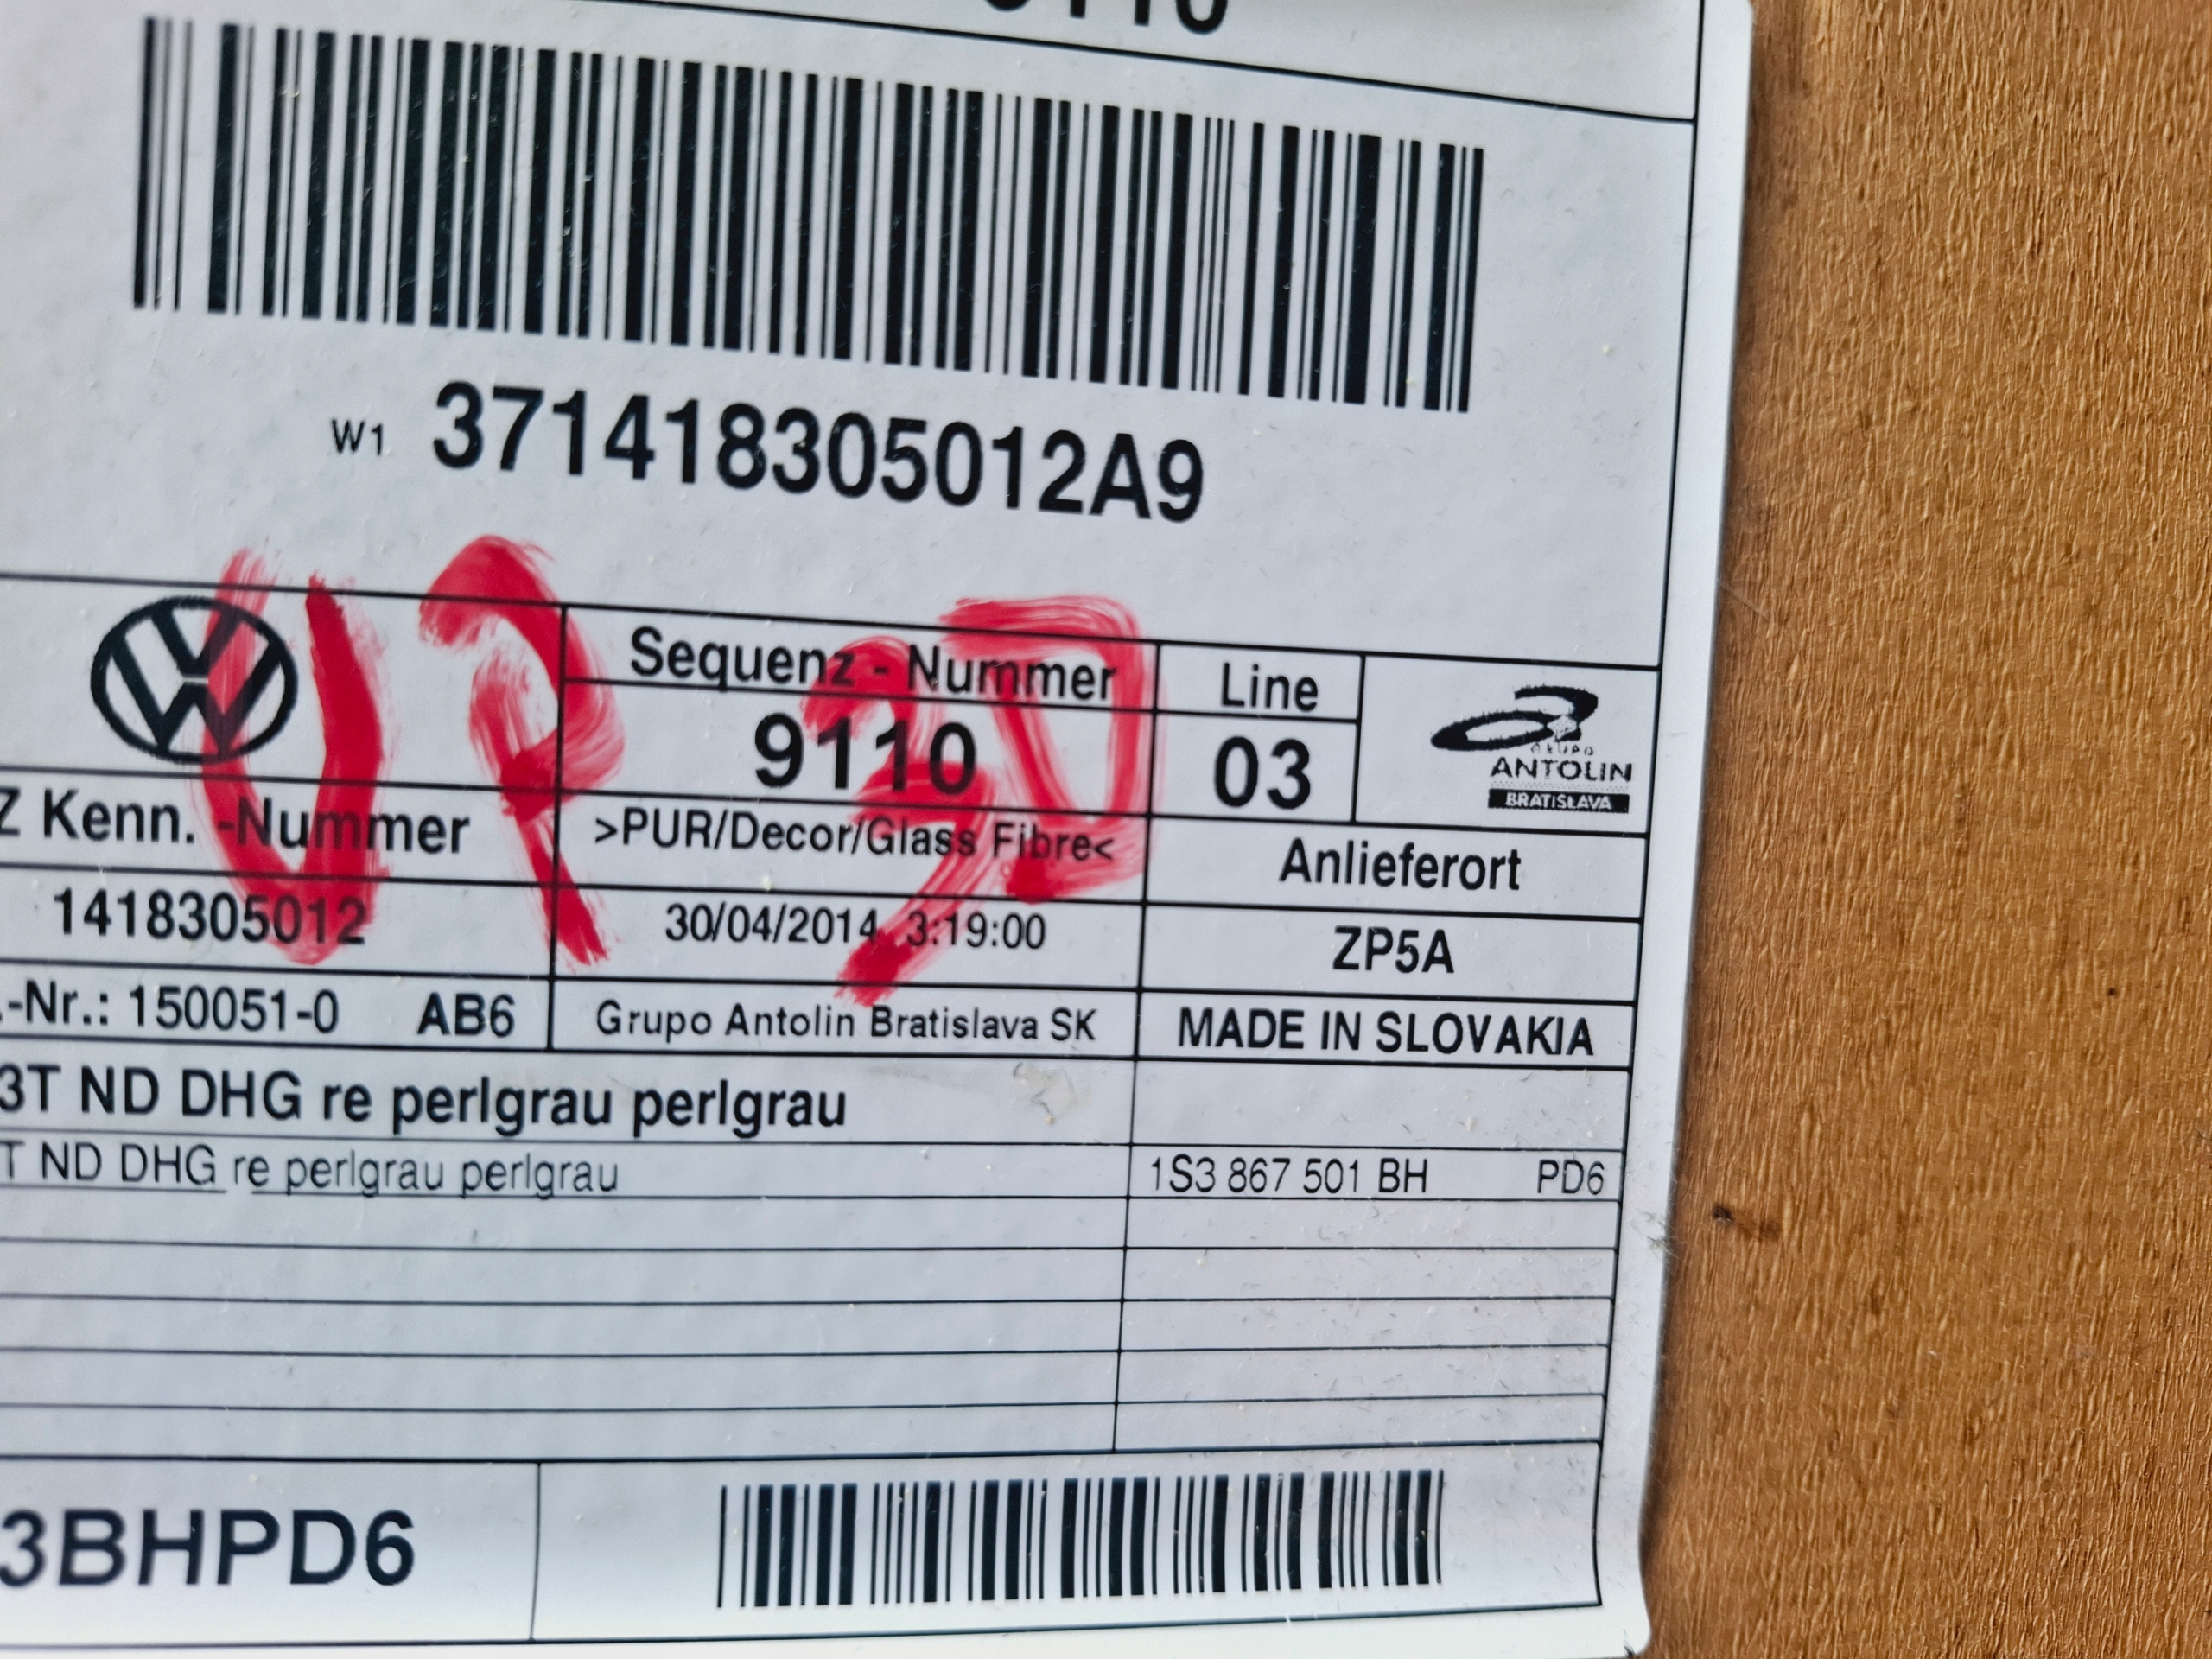 W1 371418305012A9
Sequenz - Nummer
Line
9110
03
GRUPO
ANTOLIN
BRATISLAVA
Z Kenn. -Nummer
>PUR/Decor/Glass Fibre<
Anlieferort
1418305012
30/04/2014 3:19:00
ZP5A
.-Nr.: 150051-0 AB6
Grupo Antolin Bratislava SK
MADE IN SLOVAKIA
3T ND DHG re perlgrau perlgrau
T ND DHG re perlgrau perlgrau
1S3 867 501 BH PD6
3BHPD6